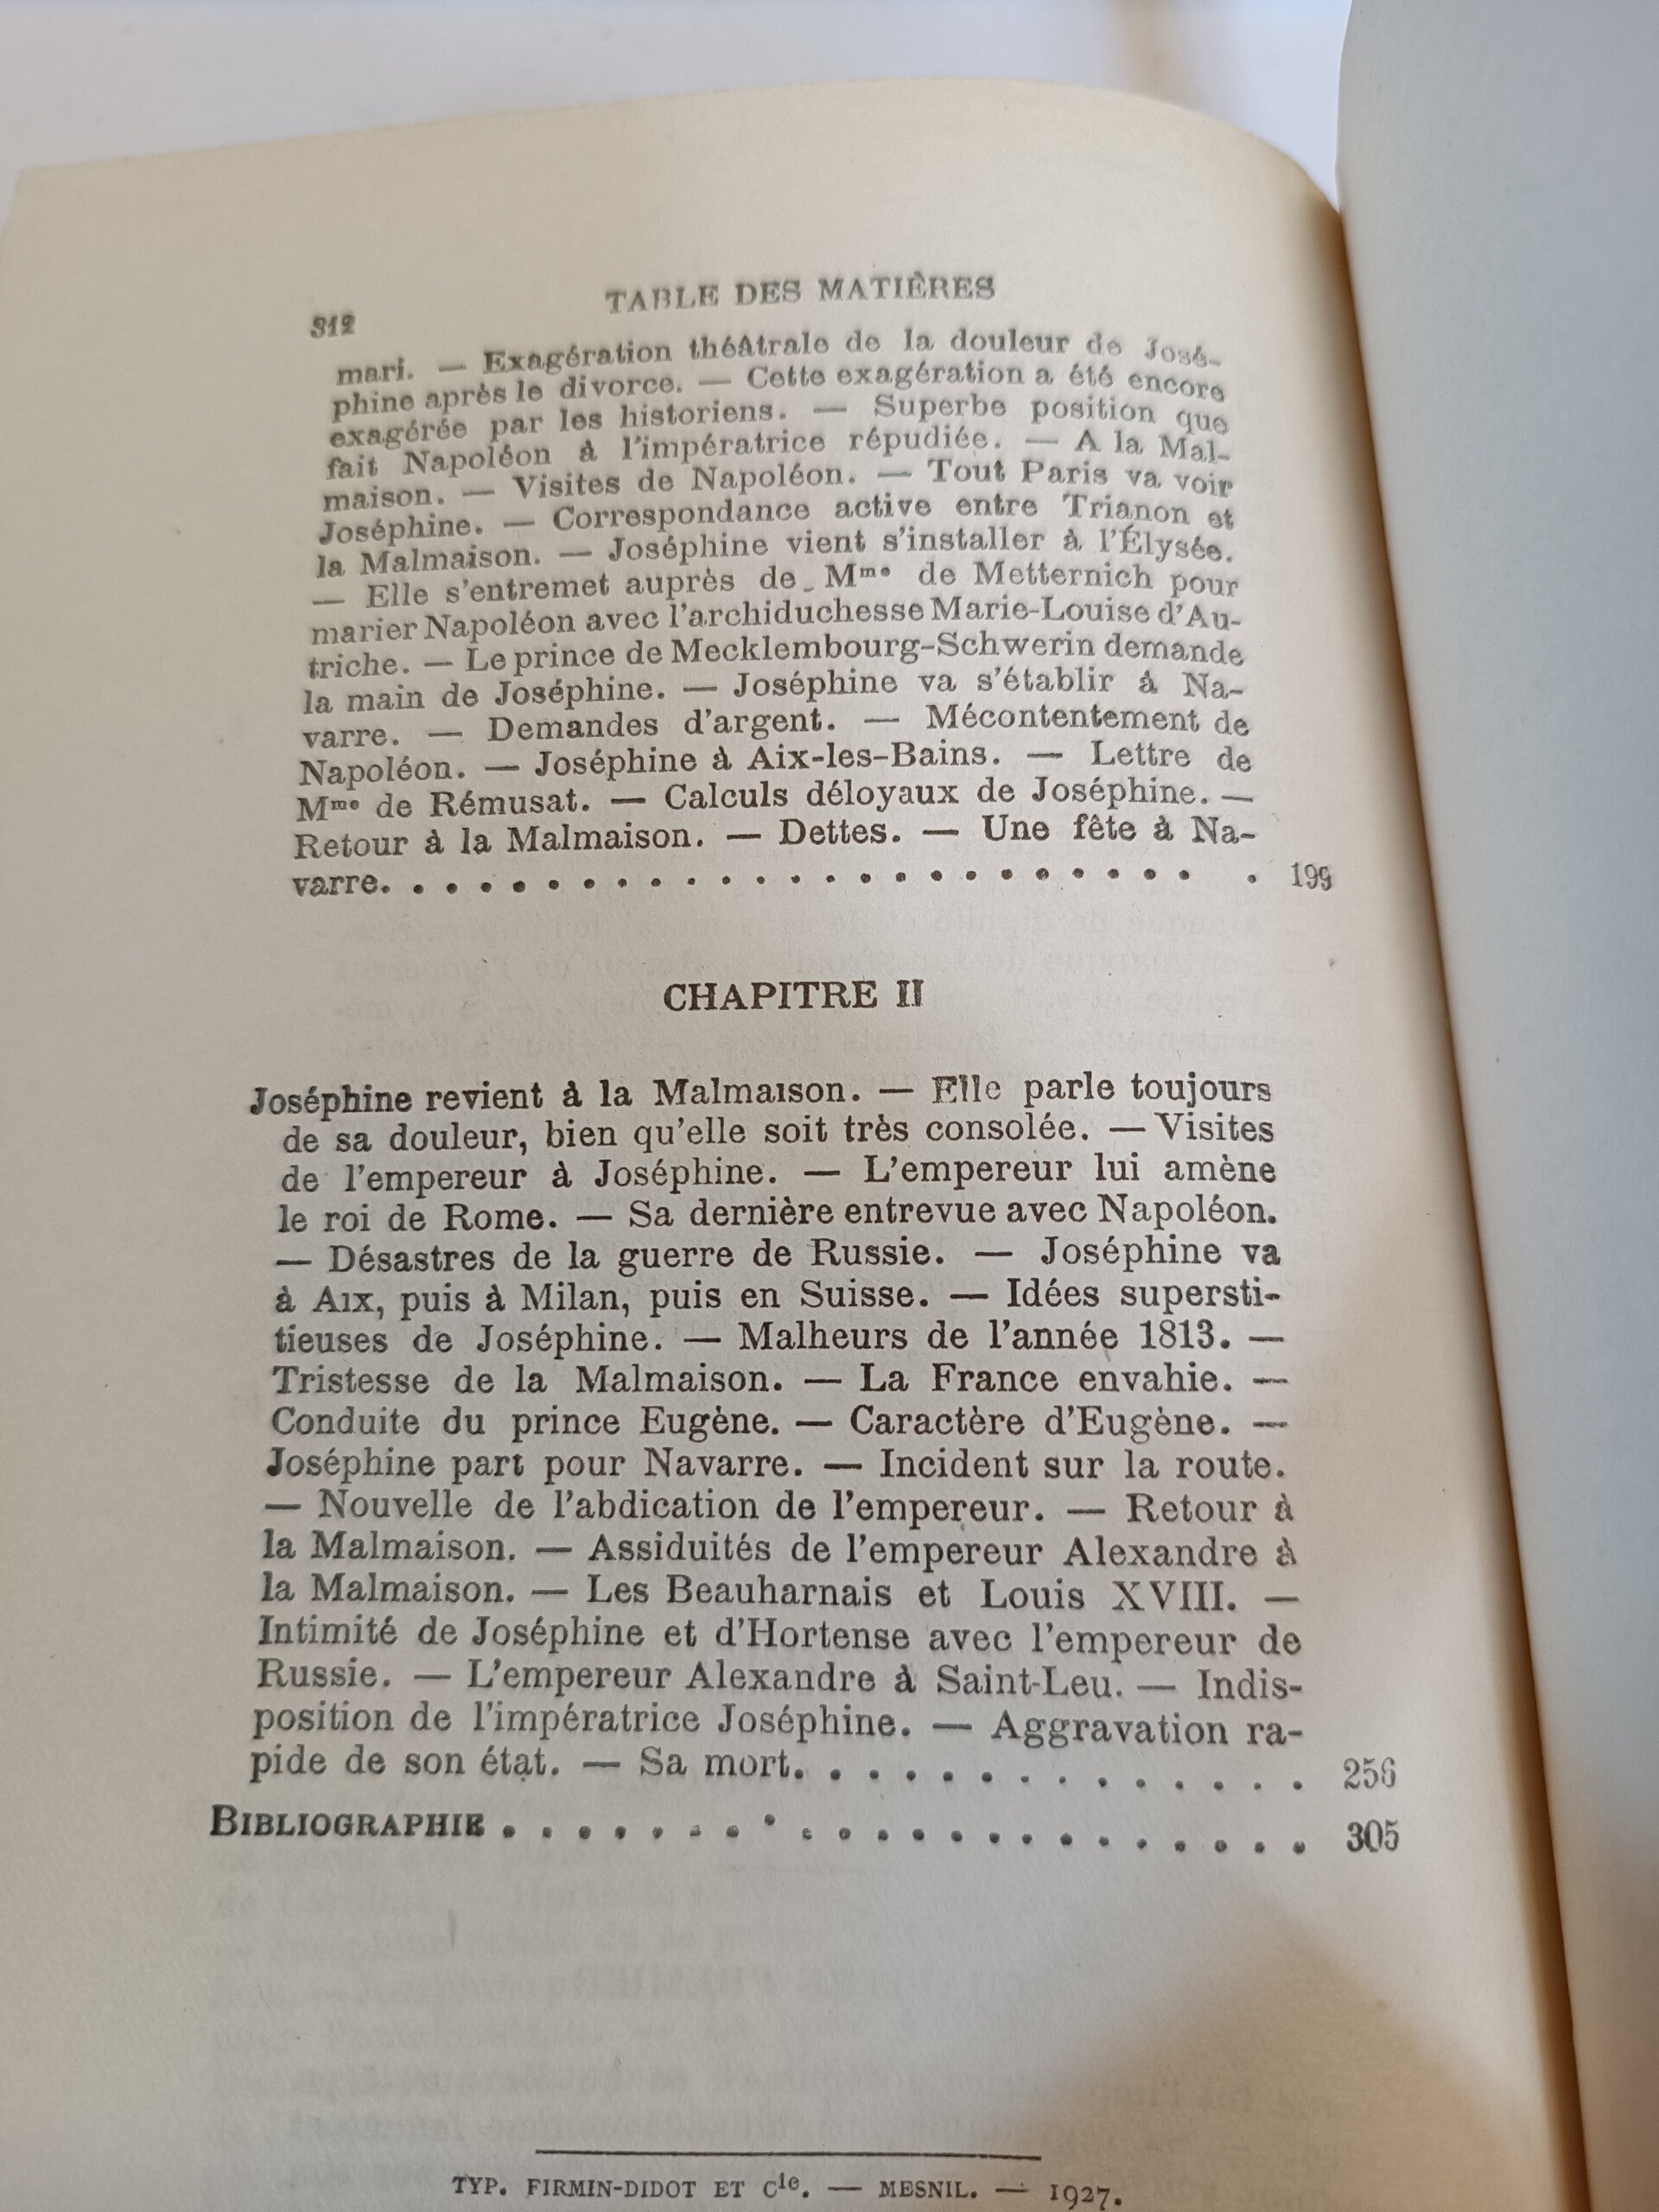 TABLE DES MATIÈRES
312
mari. — Exagération théâtrale de la douleur de José-
phine après le divorce. — Cette exagération a été encore
exagérée par les historiens. — Superbe position que
fait Napoléon à l'impératrice répudiée. — A la Mal-
maison. — Visites de Napoléon. — Tout Paris va voir
Joséphine. — Correspondance active entre Trianon et
la Malmaison. — Joséphine vient s'installer à l'Élysée.
— Elle s'entremet auprès de Mme de Metternich pour
marier Napoléon avec l'archiduchesse Marie-Louise d'Au-
triche. — Le prince de Mecklembourg-Schwerin demande
la main de Joséphine. — Joséphine va s'établir à Na-
varre. — Demandes d'argent. — Mécontentement de
Napoléon. — Joséphine à Aix-les-Bains. — Lettre de
Mme de Rémusat. — Calculs déloyaux de Joséphine. —
Retour à la Malmaison. — Dettes. — Une fête à Na-
varre. . . . . . . . . . . . . . . . . . . . . . . . . 199
CHAPITRE II
Joséphine revient à la Malmaison. — Elle parle toujours
de sa douleur, bien qu'elle soit très consolée. — Visites
de l'empereur à Joséphine. — L'empereur lui amène
le roi de Rome. — Sa dernière entrevue avec Napoléon.
— Désastres de la guerre de Russie. — Joséphine va
à Aix, puis à Milan, puis en Suisse. — Idées supersti-
tieuses de Joséphine. — Malheurs de l'année 1813. —
Tristesse de la Malmaison. — La France envahie. —
Conduite du prince Eugène. — Caractère d'Eugène. —
Joséphine part pour Navarre. — Incident sur la route.
— Nouvelle de l'abdication de l'empereur. — Retour à
la Malmaison. — Assiduités de l'empereur Alexandre à
la Malmaison. — Les Beauharnais et Louis XVIII. —
Intimité de Joséphine et d'Hortense avec l'empereur de
Russie. — L'empereur Alexandre à Saint-Leu. — Indis-
position de l'impératrice Joséphine. — Aggravation ra-
pide de son état. — Sa mort. . . . . . . . . . . . . . 256
BIBLIOGRAPHIE . . . . . . . . . . . . . . . . . . . . . . 305
TYP. FIRMIN-DIDOT ET Cie. — MESNIL. — 1927.